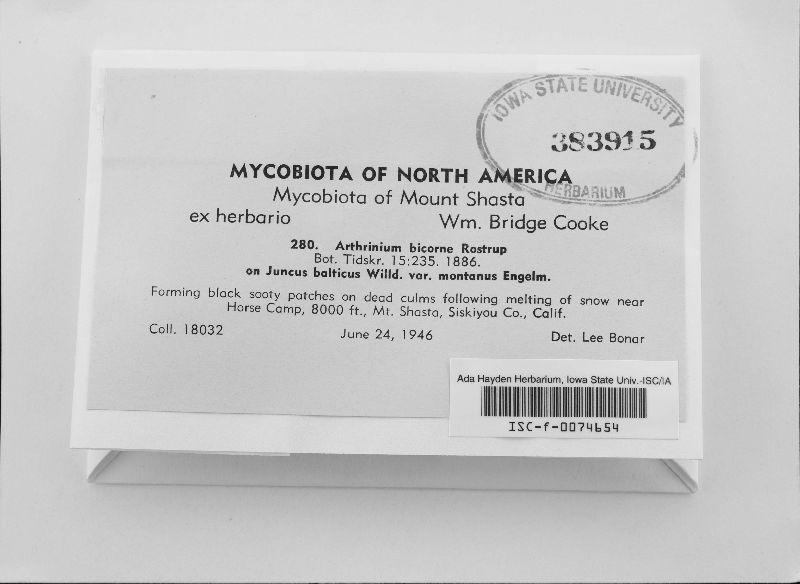 IOWA STATE UNIVERSITY
383915
HERBARIUM
MYCOBIOTA OF NORTH AMERICA
Mycobiota of Mount Shasta
ex herbario Wm. Bridge Cooke
280. Arthrinium bicorne Rostrup
Bot. Tidskr. 15:235. 1886.
on Juncus balticus Willd. var. montanus Engelm.
Forming black sooty patches on dead culms following melting of snow near
Horse Camp, 8000 ft., Mt. Shasta, Siskiyou Co., Calif.
Coll. 18032 June 24, 1946 Det. Lee Bonar
Ada Hayden Herbarium, Iowa State Univ.-ISC/IA
ISC-f-0074654